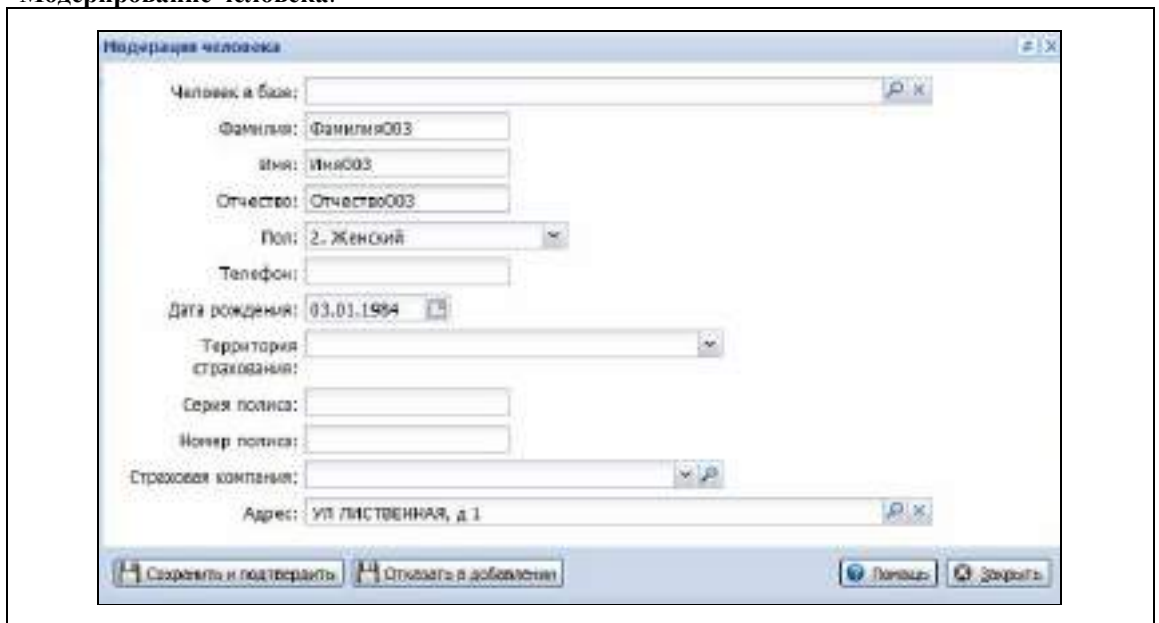 Модерирование человека:
Модерация человека
Человек в базе:
Фамилия: Фамилия003
Имя: Имя003
Отчество: Отчество003
Пол: 2. Женский
Телефон:
Дата рождения: 03.01.1984
Территория
страхования:
Серия полиса:
Номер полиса:
Страховая компания:
Адрес: УЛ ЛИСТВЕННАЯ, д 1
Сохранить и подтвердить Отказать в добавлении Помощь Закрыть